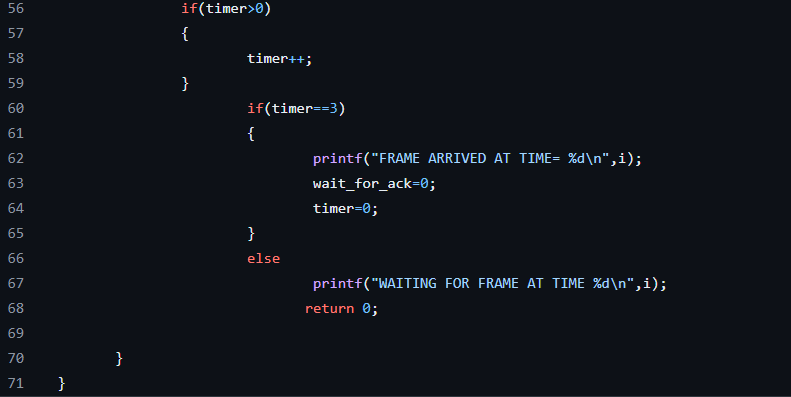 56 if(timer>0)
57 {
58 timer++;
59 }
60 if(timer==3)
61 {
62 printf("FRAME ARRIVED AT TIME= %d\n",i);
63 wait_for_ack=0;
64 timer=0;
65 }
66 else
67 printf("WAITING FOR FRAME AT TIME %d\n",i);
68 return 0;
69
70 }
71 }